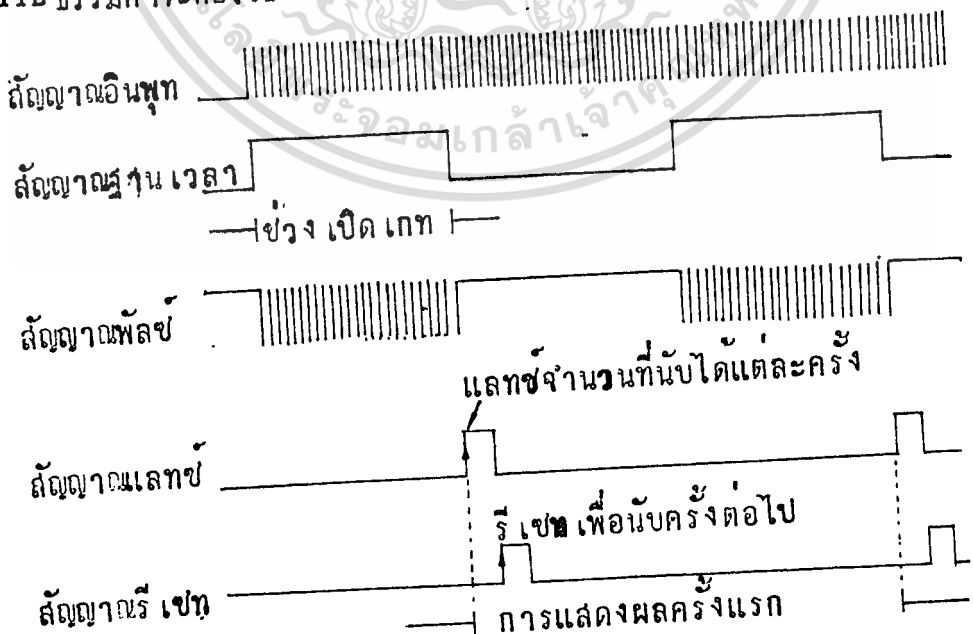 สัญญาณอินพุท
สัญญาณฐานเวลา
ช่วงเปิดเกท
สัญญาณพัลซ์
แลทซ์จำนวนที่นับได้แต่ละครั้ง
สัญญาณแลทซ์
รีเซทเพื่อนับครั้งต่อไป
สัญญาณรีเซท
การแสดงผลครั้งแรก